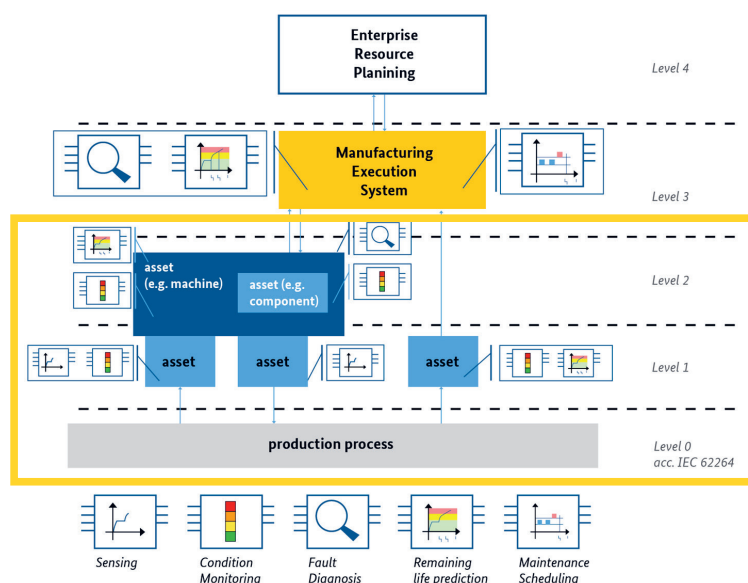 Enterprise
Resource
Planining
Level 4
Manufacturing
Execution
System
Level 3
asset
(e.g. machine)
asset (e.g.
component)
Level 2
asset
asset
asset
Level 1
production process
Level 0
acc. IEC 62264
Sensing
Condition
Monitoring
Fault
Diagnosis
Remaining
life prediction
Maintenance
Scheduling